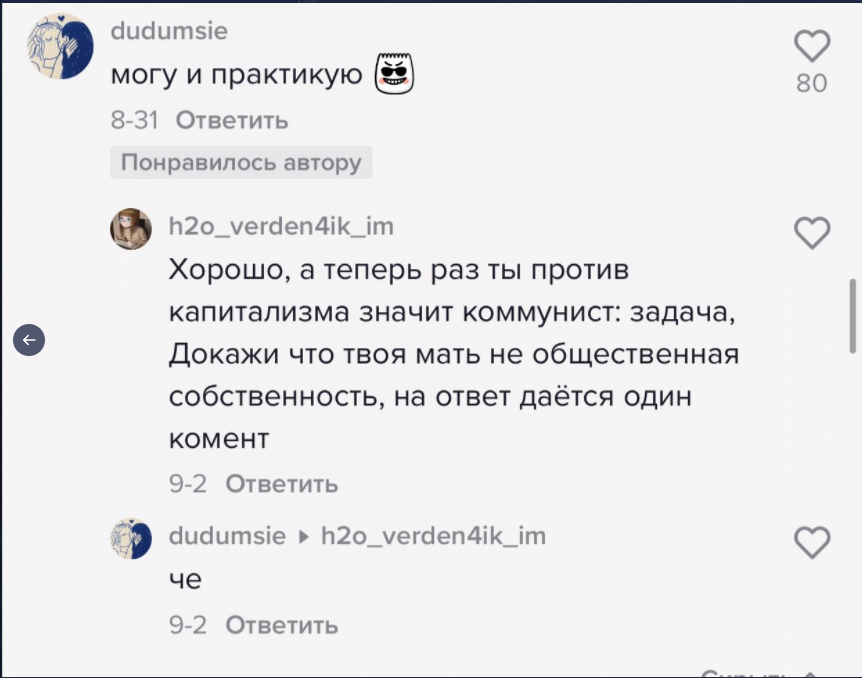 dudumsie
могу и практикую
80
8-31 Ответить
Понравилось автору
h2o_verden4ik_im
Хорошо, а теперь раз ты против
капитализма значит коммунист: задача,
Докажи что твоя мать не общественная
собственность, на ответ даётся один
комент
9-2 Ответить
dudumsie h2o_verden4ik_im
че
9-2 Ответить